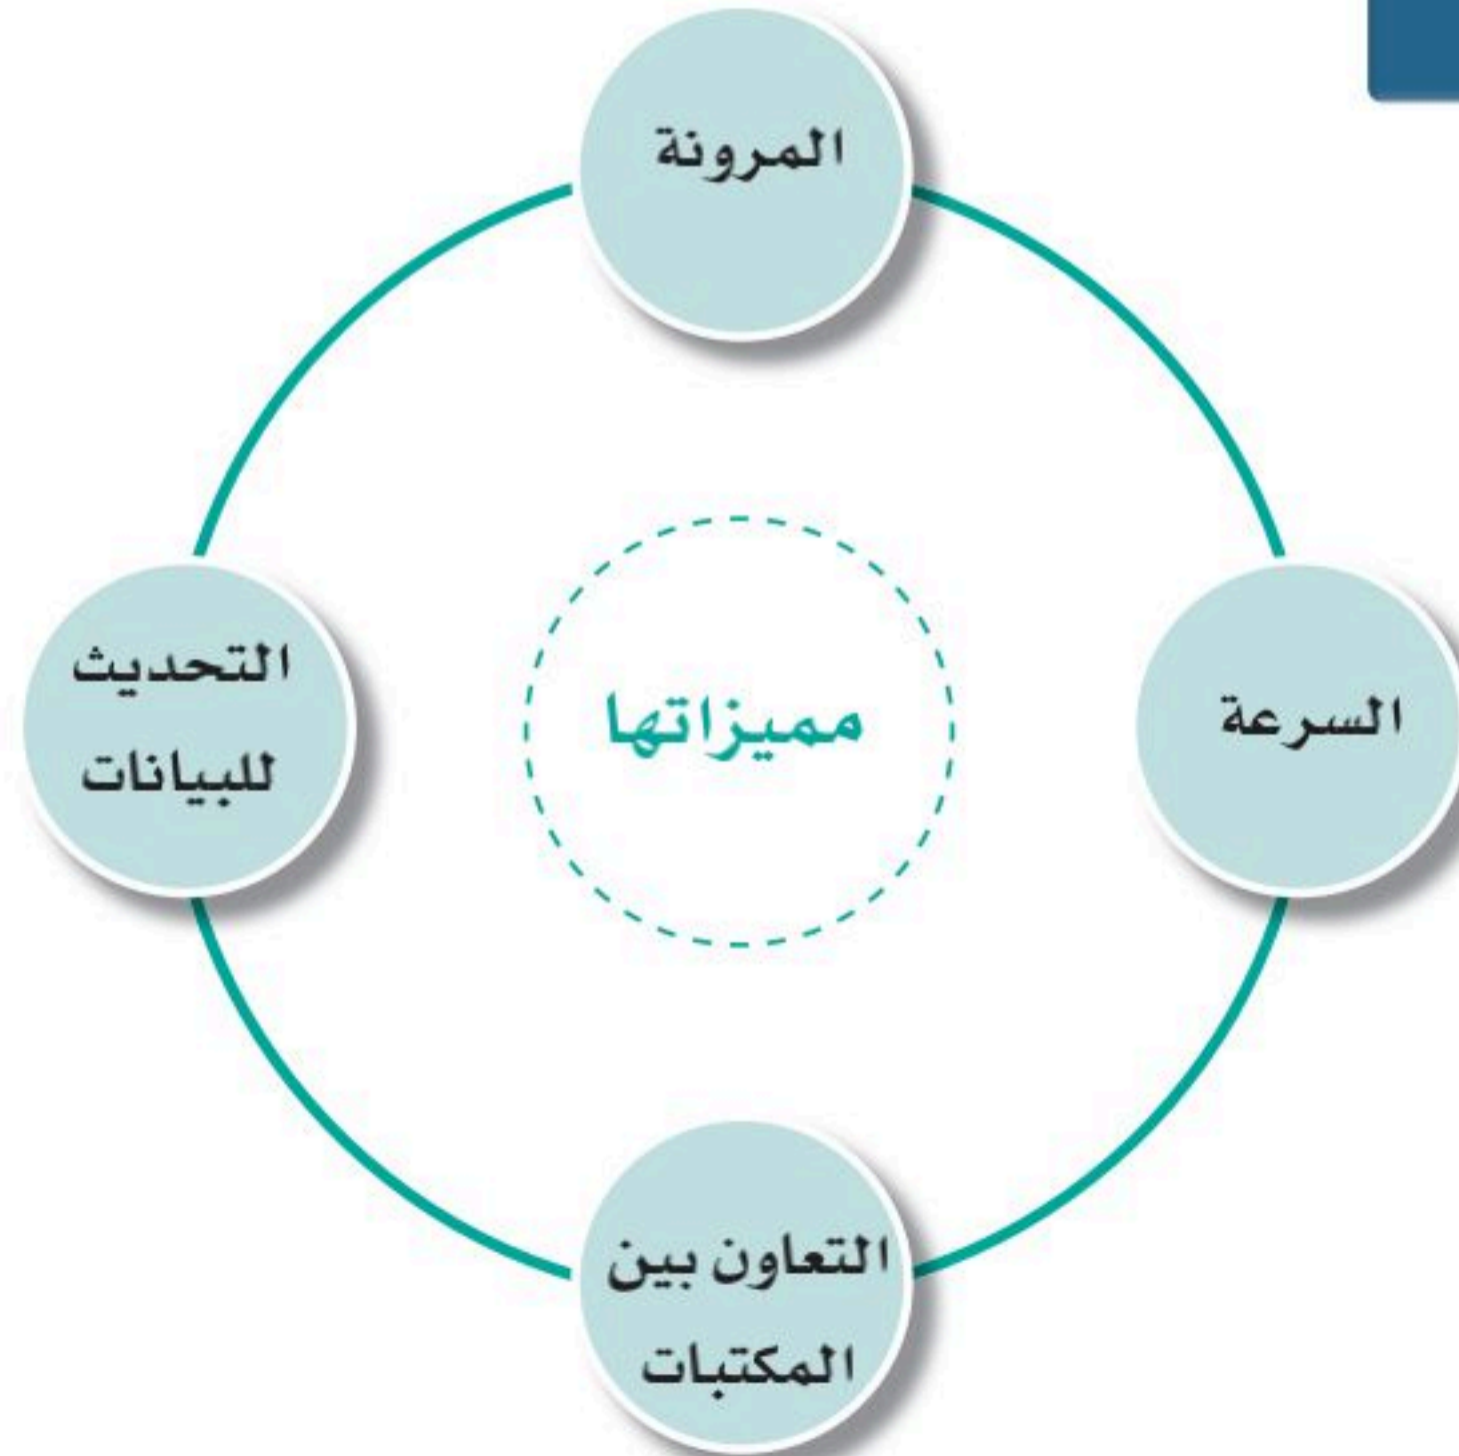 المرونة
السرعة
مميزاتها
التحديث
للبيانات
التعاون بين
المكتبات